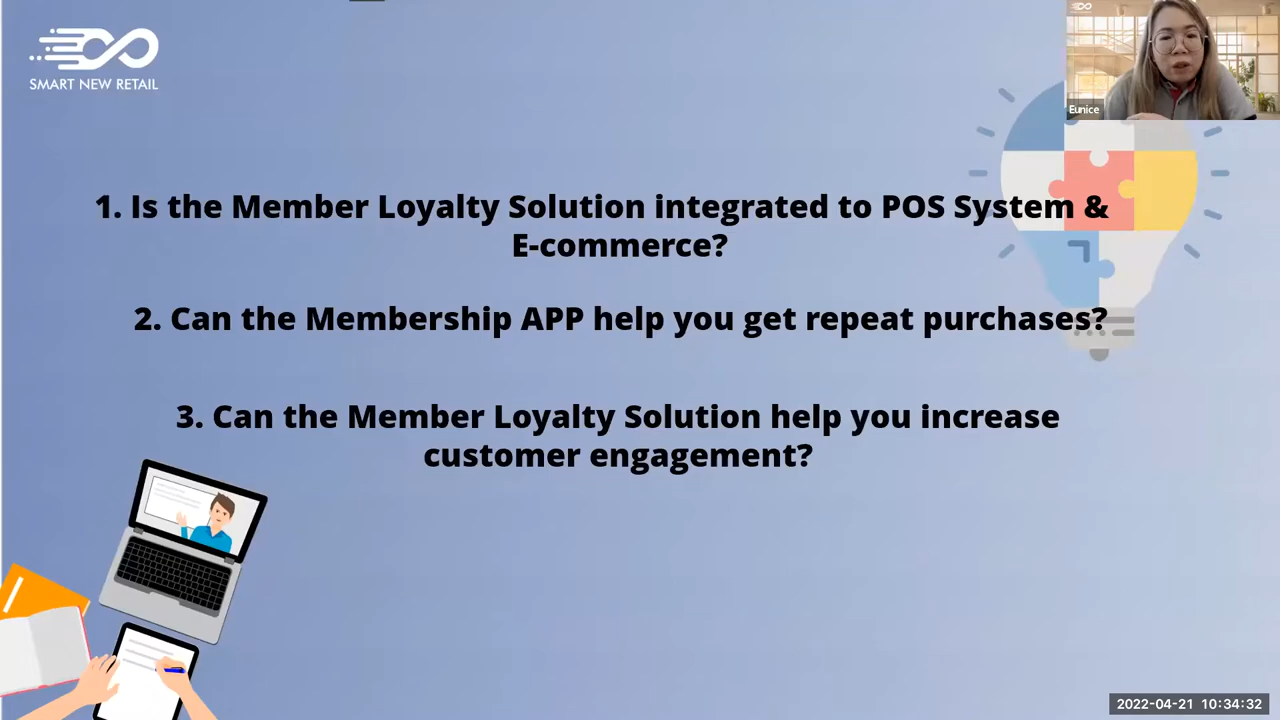 SMART NEW RETAIL
Eunice
1. Is the Member Loyalty Solution integrated to POS System &
E-commerce?
2. Can the Membership APP help you get repeat purchases?
3. Can the Member Loyalty Solution help you increase
customer engagement?
2022-04-21 10:34:32